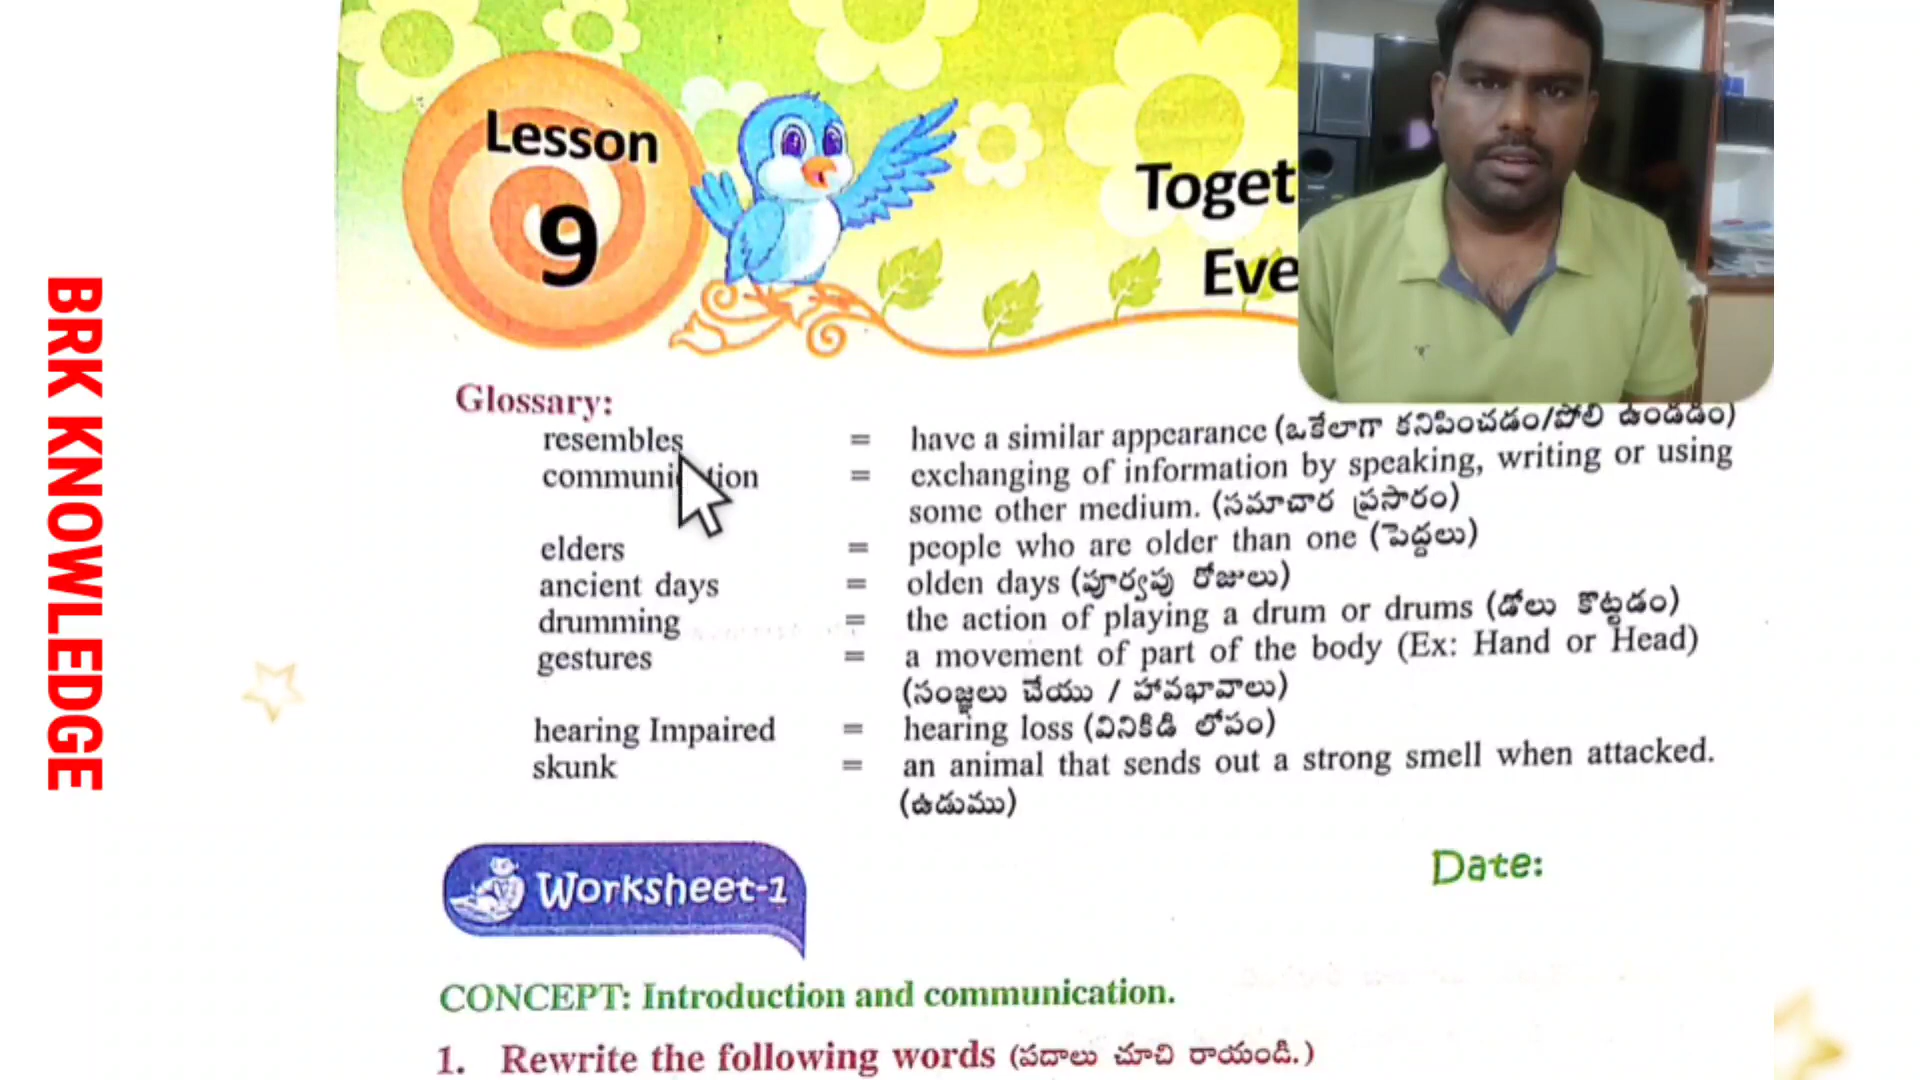 BRK KNOWLEDGE
Lesson
9
Glossary:
resembles = have a similar appearance (ఒకేలాగా కనిపించడం/పోలి ఉండడం)
communication = exchanging of information by speaking, writing or using
some other medium. (సమాచార ప్రసారం)
elders = people who are older than one (పెద్దలు)
ancient days = olden days (పూర్వపు రోజులు)
drumming = the action of playing a drum or drums (డోలు కొట్టడం)
gestures = a movement of part of the body (Ex: Hand or Head)
(సంజ్ఞలు చేయు / హావభావాలు)
hearing Impaired = hearing loss (వినికిడి లోపం)
skunk = an animal that sends out a strong smell when attacked.
(ఉడుము)
Worksheet-1
Date:
CONCEPT: Introduction and communication.
1. Rewrite the following words (పదాలు చూచి రాయండి.)